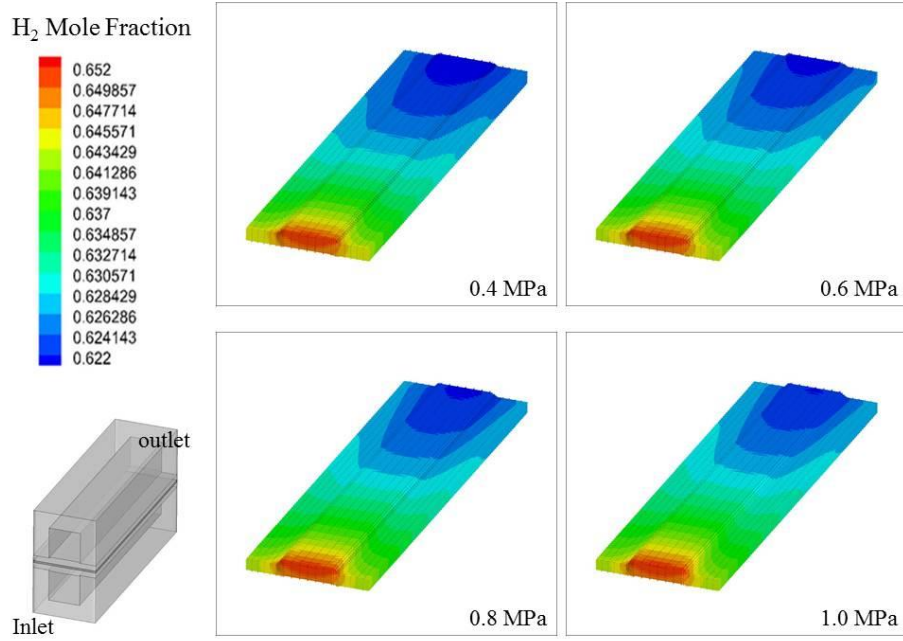 H₂ Mole Fraction
0.652
0.649857
0.647714
0.645571
0.643429
0.641286
0.639143
0.637
0.634857
0.632714
0.630571
0.628429
0.626286
0.624143
0.622
outlet
Inlet
0.4 MPa
0.6 MPa
0.8 MPa
1.0 MPa